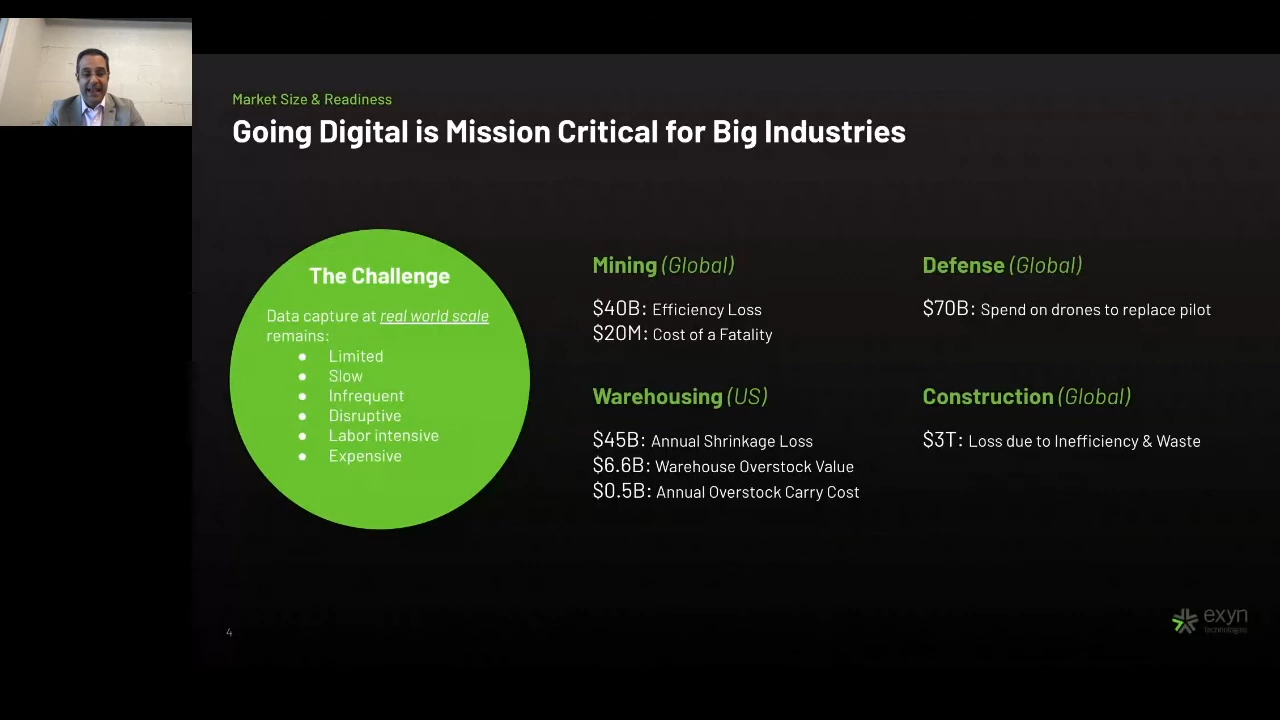 Market Size & Readiness
Going Digital is Mission Critical for Big Industries
The Challenge
Data capture at real world scale
remains:
● Limited
● Slow
● Infrequent
● Disruptive
● Labor intensive
● Expensive
Mining (Global)
$40B: Efficiency Loss
$20M: Cost of a Fatality
Defense (Global)
$70B: Spend on drones to replace pilot
Warehousing (US)
$45B: Annual Shrinkage Loss
$6.6B: Warehouse Overstock Value
$0.5B: Annual Overstock Carry Cost
Construction (Global)
$3T: Loss due to Inefficiency & Waste
4
exyn
technologies